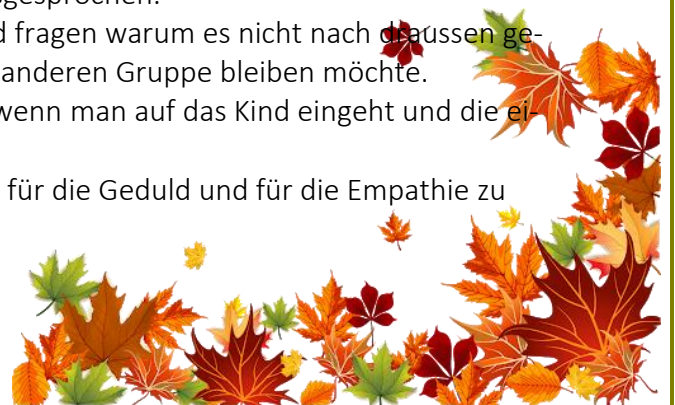 gesprochen.
d fragen warum es nicht nach draussen ge-
anderen Gruppe bleiben möchte.
wenn man auf das Kind eingeht und die ei-
für die Geduld und für die Empathie zu